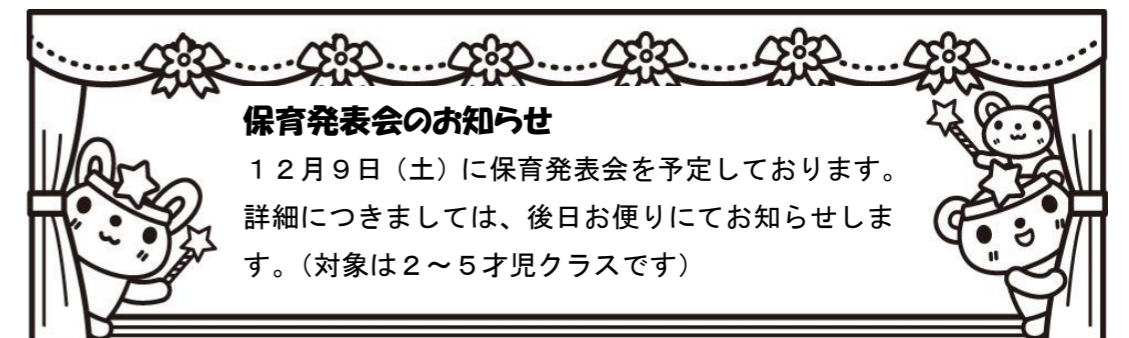 保育発表会のお知らせ
１２月９日（土）に保育発表会を予定しております。
詳細につきましては、後日お便りにてお知らせしま
す。（対象は２～５才児クラスです）